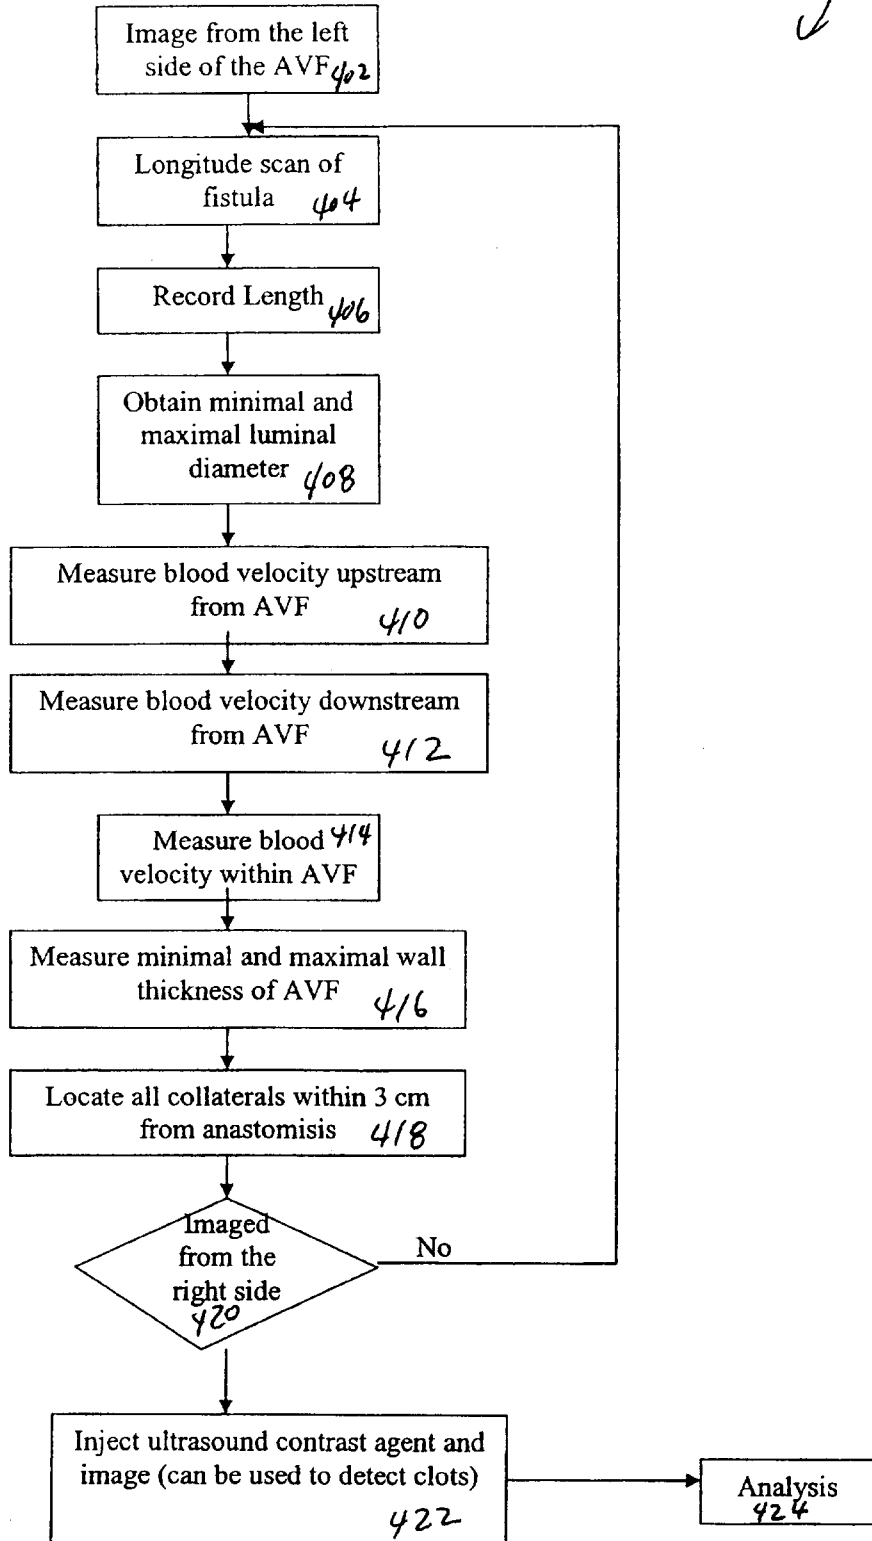 Image from the left
side of the AVF 402
Longitude scan of
fistula 404
Record Length 406
Obtain minimal and
maximal luminal
diameter 408
Measure blood velocity upstream
from AVF 410
Measure blood velocity downstream
from AVF 412
Measure blood 414
velocity within AVF
Measure minimal and maximal wall
thickness of AVF 416
Locate all collaterals within 3 cm
from anastomisis 418
Imaged
from the
right side
420
No
Inject ultrasound contrast agent and
image (can be used to detect clots)
422
Analysis
424